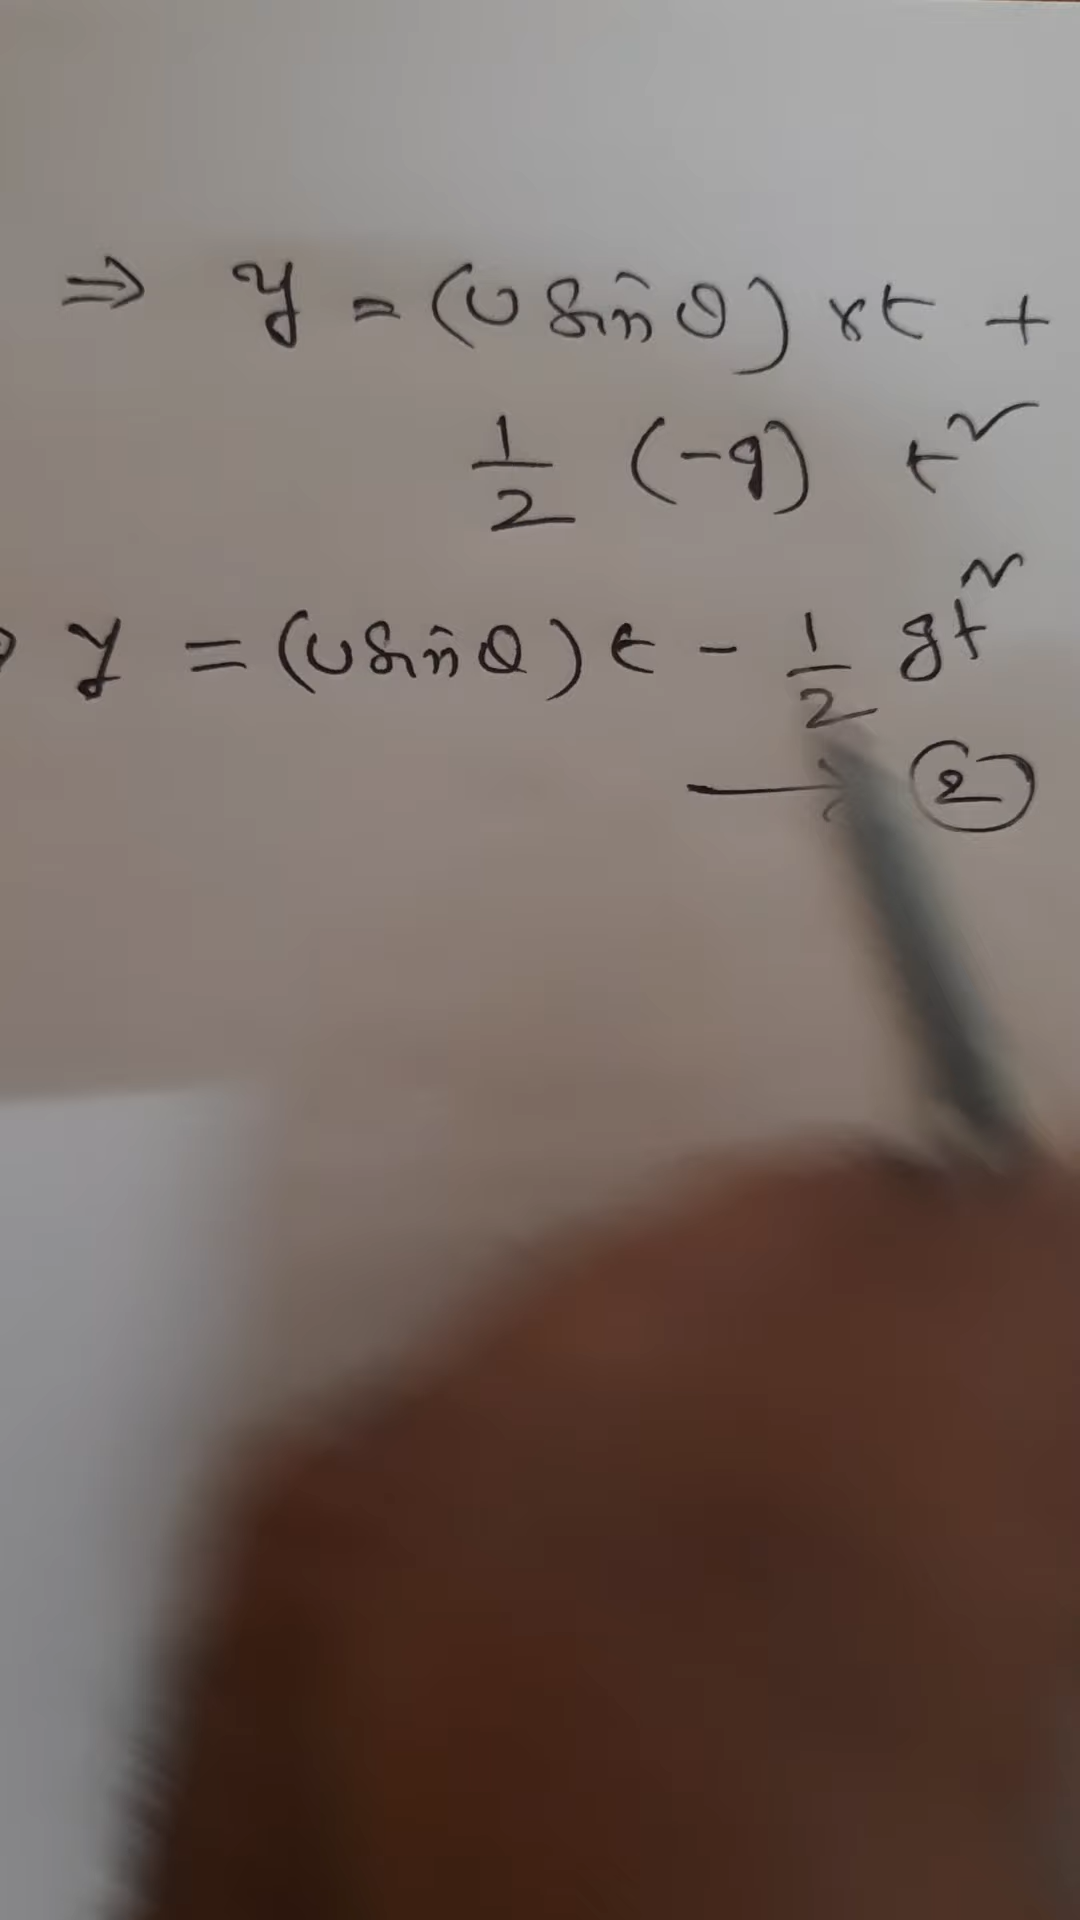 ⇒ y = (u sin θ) × t +
1/2 (-g) t²
⇒ y = (u sin θ) t - 1/2 gt²
→ ②